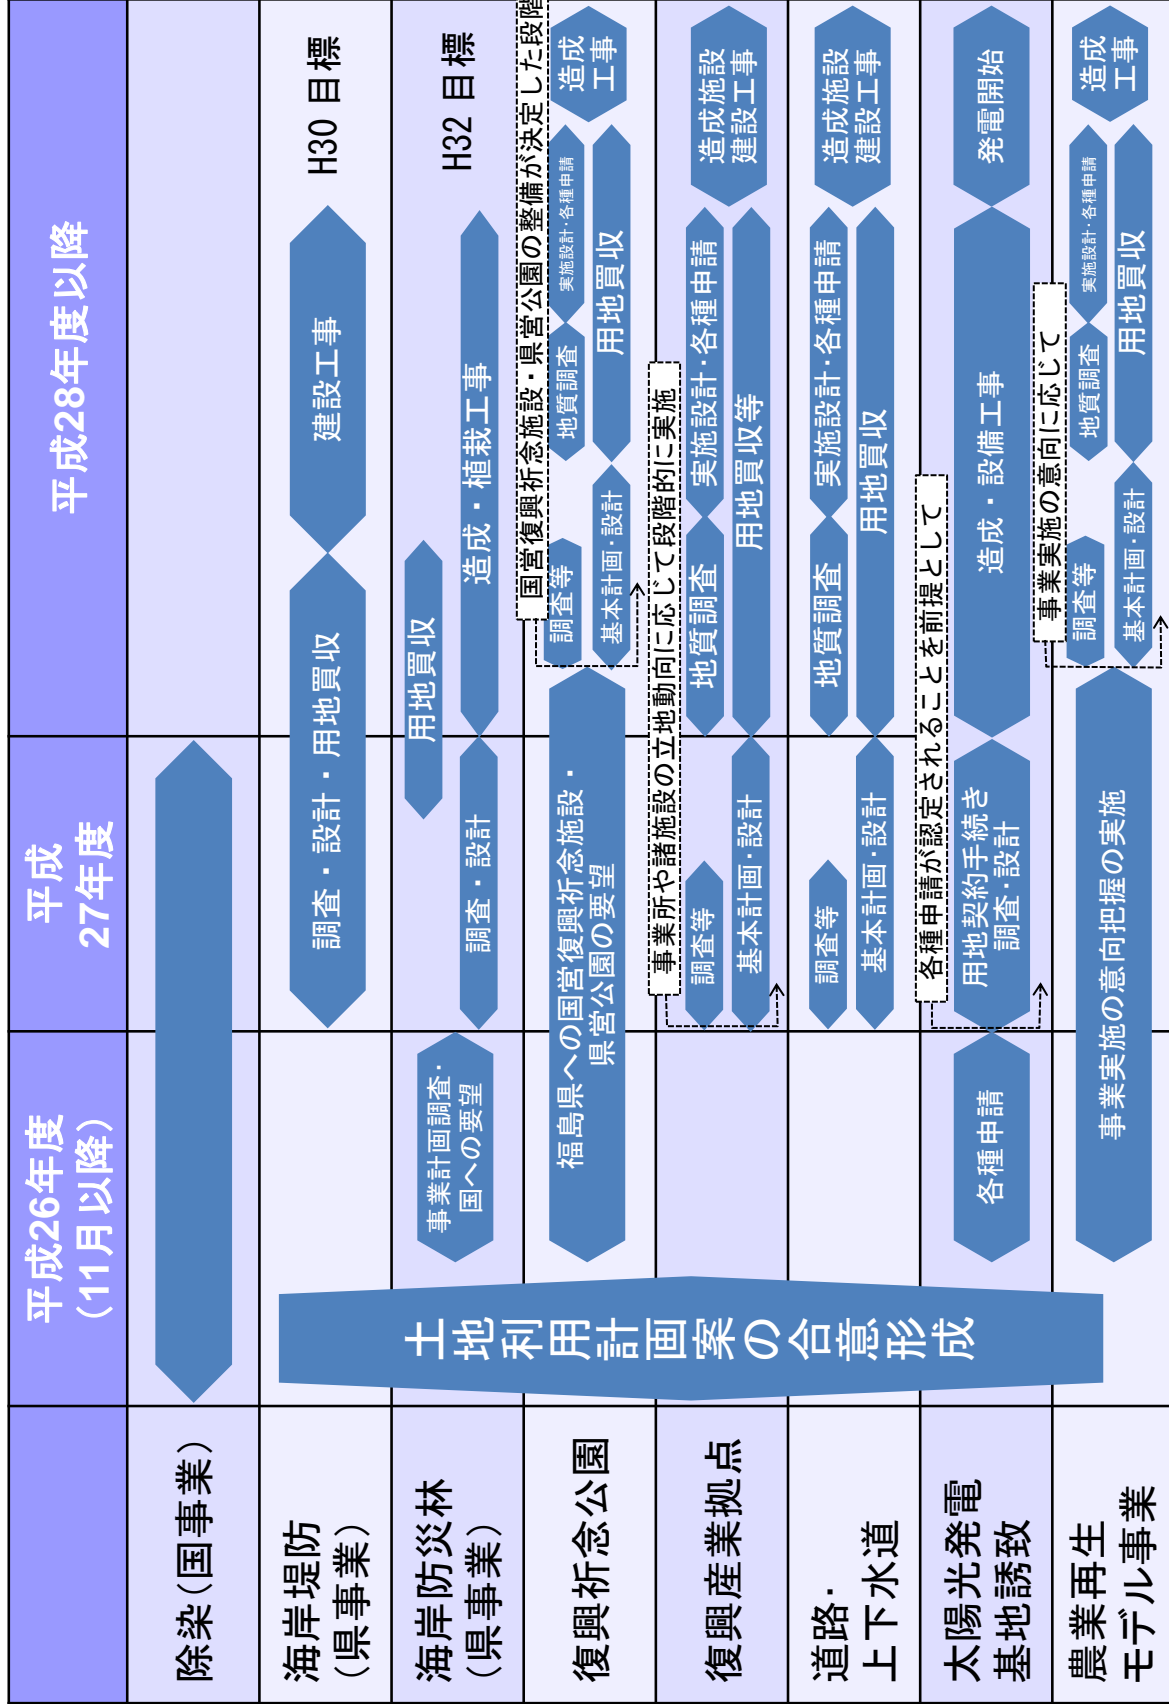 平成26年度
（11月以降）
平成
27年度
平成28年度以降
除染（国事業）
海岸堤防
（県事業）
調査・設計・用地買収
建設工事
H30 目標
海岸防災林
（県事業）
事業計画調査・
国への要望
用地買収
調査・設計
造成・植栽工事
H32 目標
復興祈念公園
福島県への国営復興祈念施設・
県営公園の要望
国営復興祈念施設・県営公園の整備が決定した段階
調査等
地質調査
実施設計・各種申請
基本計画・設計
用地買収
造成
工事
復興産業拠点
事業所や諸施設の立地動向に応じて段階的に実施
調査等
地質調査
実施設計・各種申請
基本計画・設計
用地買収等
造成施設
建設工事
道路・
上下水道
調査等
地質調査
実施設計・各種申請
基本計画・設計
用地買収
造成施設
建設工事
太陽光発電
基地誘致
各種申請
各種申請が認定されることを前提として
用地契約手続き
調査・設計
造成・設備工事
発電開始
農業再生
モデル事業
事業実施の意向把握の実施
事業実施の意向に応じて
調査等
地質調査
実施設計・各種申請
基本計画・設計
用地買収
造成
工事
土地利用計画案の合意形成